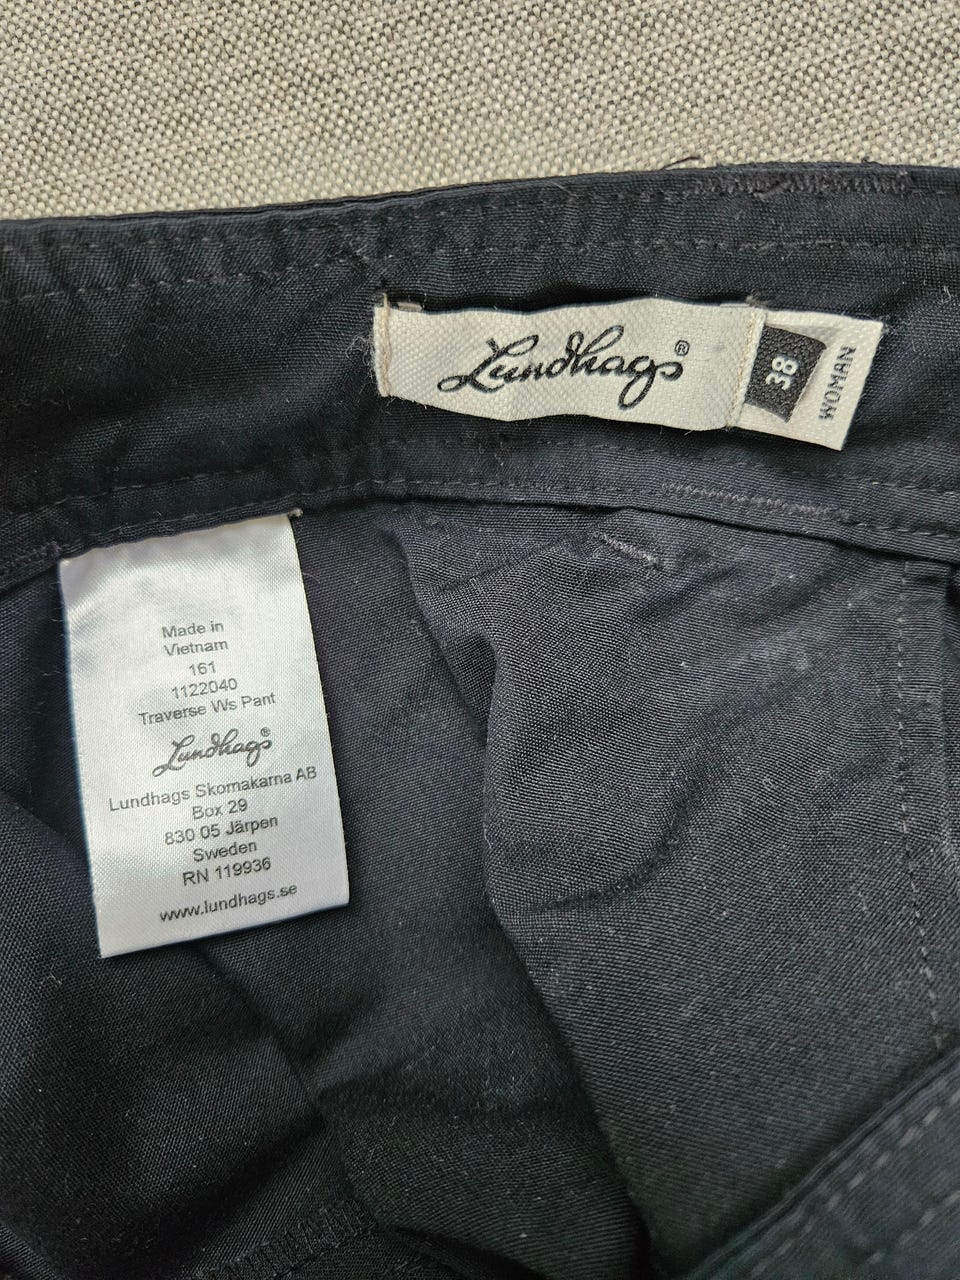 Lundhags®
38
WOMAN
Made in
Vietnam
161
1122040
Traverse Ws Pant
Lundhags®
Lundhags Skomakarna AB
Box 29
830 05 Järpen
Sweden
RN 119936
www.lundhags.se